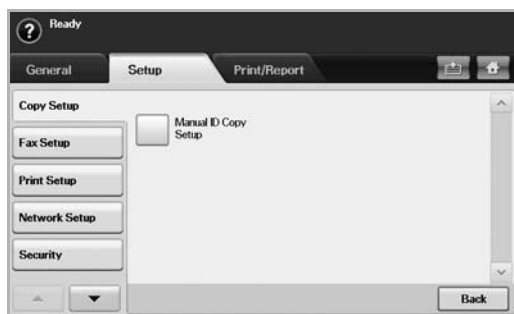 ? Ready
General Setup Print/Report
Copy Setup
Manual ID Copy
Setup
Fax Setup
Print Setup
Network Setup
Security
Back